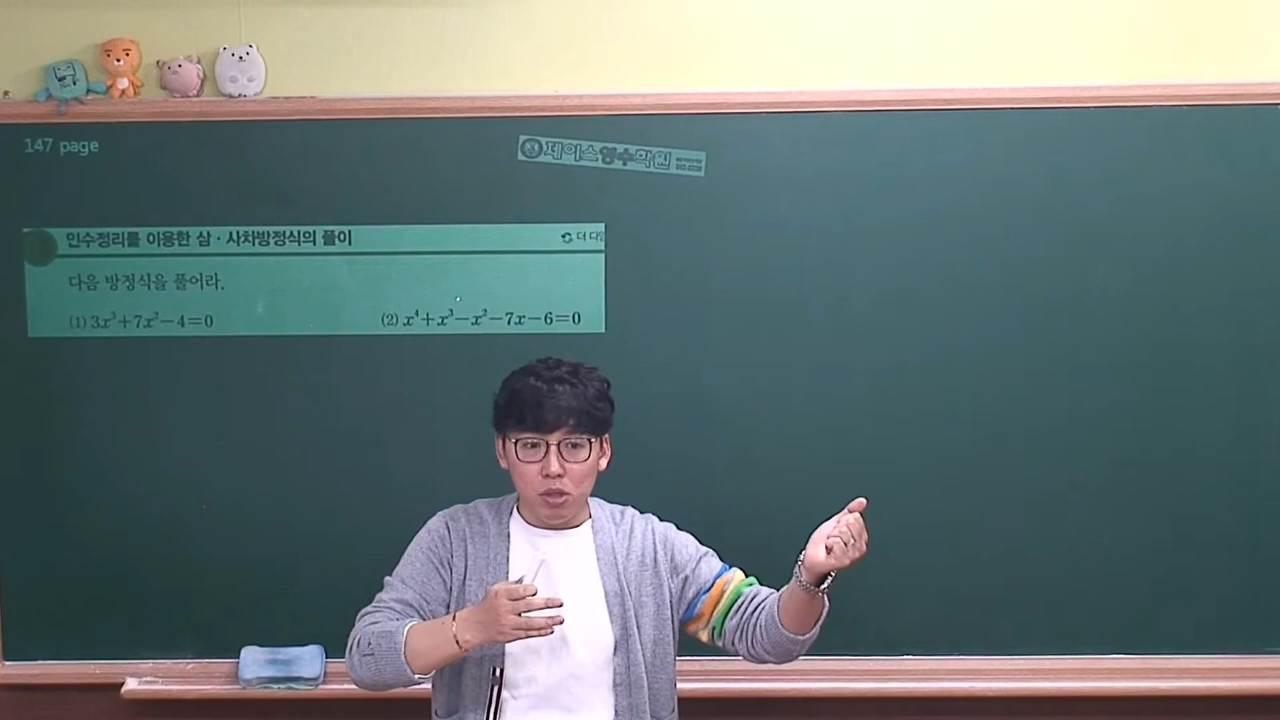 147 page
제이스영수학원
인수정리를 이용한 삼·사차방정식의 풀이
더 다양
다음 방정식을 풀어라.
(1) 3x³+7x²−4=0
(2) x⁴+x³−x²−7x−6=0